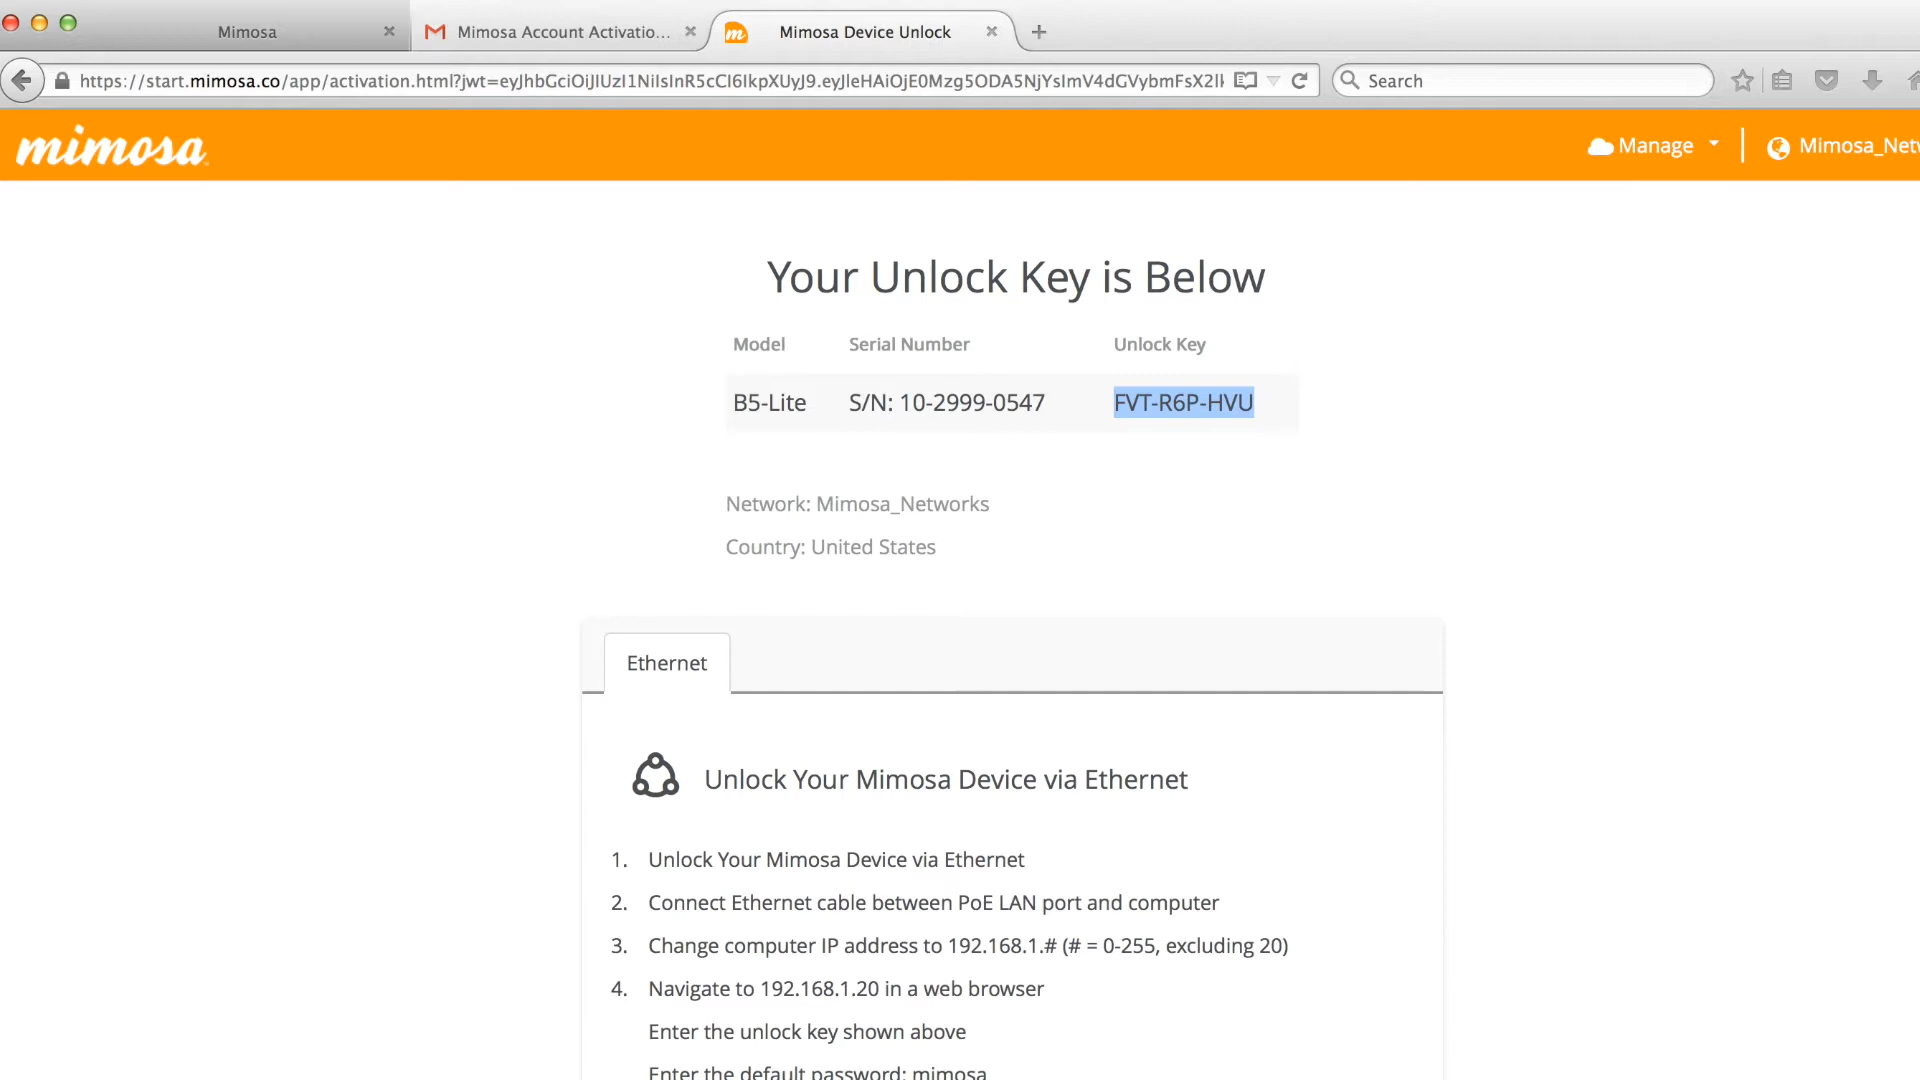 Mimosa
Mimosa Account Activatio...
Mimosa Device Unlock
https://start.mimosa.co/app/activation.html?jwt=eyJhbGciOiJIUzI1NiIsInR5cCI6IkpXUyJ9.eyJleHAiOjE0Mzg5ODA5NjYsImV4dGVybmFsX2lk
Search
mimosa
Manage
Mimosa_Netw
Your Unlock Key is Below
Model Serial Number Unlock Key
B5-Lite S/N: 10-2999-0547 FVT-R6P-HVU
Network: Mimosa_Networks
Country: United States
Ethernet
Unlock Your Mimosa Device via Ethernet
1. Unlock Your Mimosa Device via Ethernet
2. Connect Ethernet cable between PoE LAN port and computer
3. Change computer IP address to 192.168.1.# (# = 0-255, excluding 20)
4. Navigate to 192.168.1.20 in a web browser
Enter the unlock key shown above
Enter the default password: mimosa